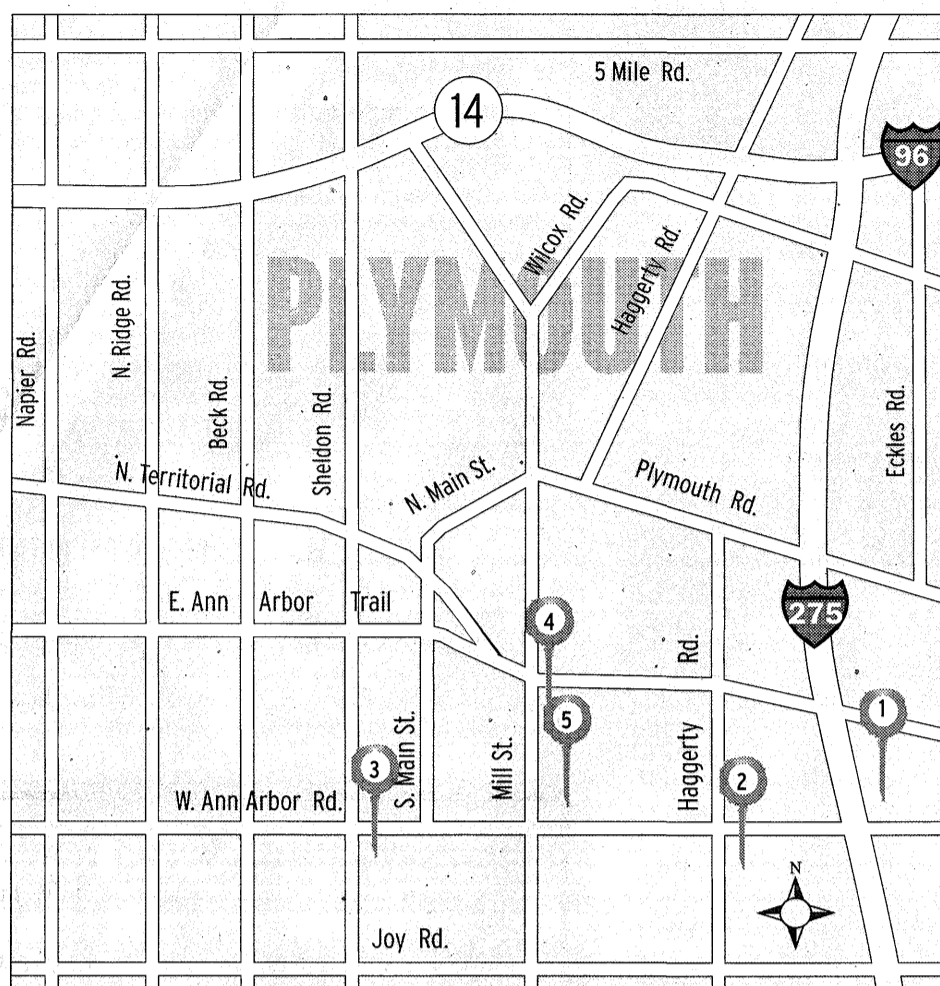 5 Mile Rd.
14
96
Wilcox Rd.
Haggerty Rd.
PLYMOUTH
N. Ridge Rd.
Napier Rd.
Beck Rd.
Sheldon Rd.
Eckles Rd.
N. Main St.
N. Territorial Rd.
Plymouth Rd.
E. Ann Arbor Trail
275
4
Haggerty Rd.
1
5
S. Main St.
Mill St.
3
2
W. Ann Arbor Rd.
N
Joy Rd.